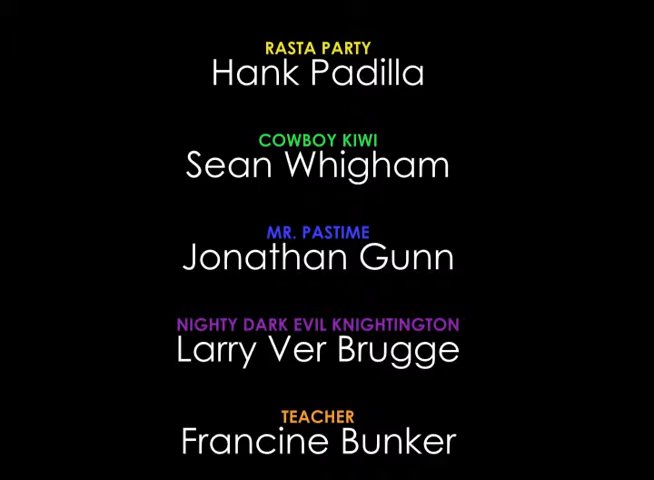 RASTA PARTY
Hank Padilla
COWBOY KIWI
Sean Whigham
MR. PASTIME
Jonathan Gunn
NIGHTY DARK EVIL KNIGHTINGTON
Larry Ver Brugge
TEACHER
Francine Bunker